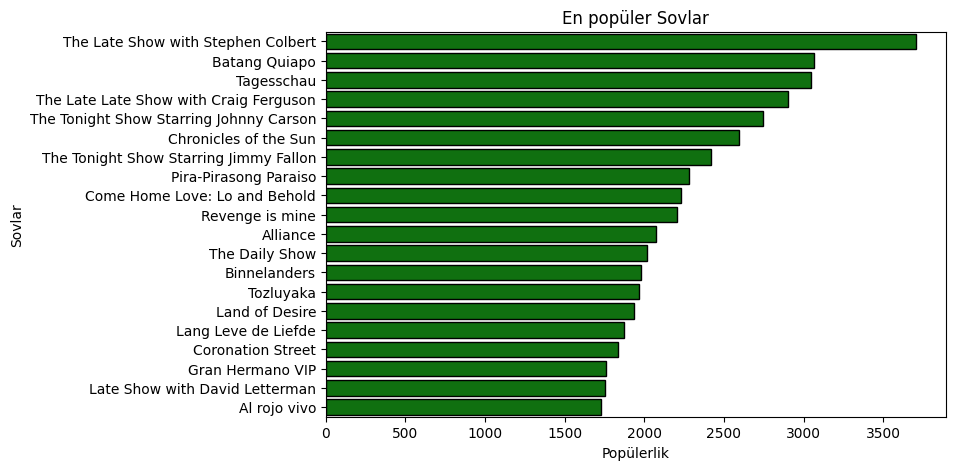 En popüler Sovlar
The Late Show with Stephen Colbert
Batang Quiapo
Tagesschau
The Late Late Show with Craig Ferguson
The Tonight Show Starring Johnny Carson
Chronicles of the Sun
The Tonight Show Starring Jimmy Fallon
Pira-Pirasong Paraiso
Come Home Love: Lo and Behold
Revenge is mine
Alliance
The Daily Show
Binnelanders
Tozluyaka
Land of Desire
Lang Leve de Liefde
Coronation Street
Gran Hermano VIP
Late Show with David Letterman
Al rojo vivo
Sovlar
0 500 1000 1500 2000 2500 3000 3500
Popülerlik